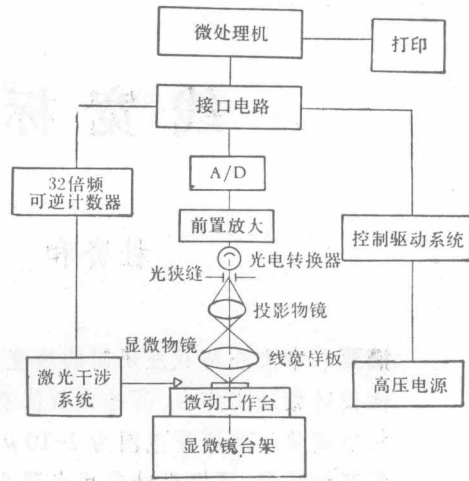 微处理机
打印
接口电路
A/D
32倍频
可逆计数器
前置放大
控制驱动系统
光电转换器
光狭缝
投影物镜
显微物镜
线宽样板
激光干涉
系统
微动工作台
高压电源
显微镜台架